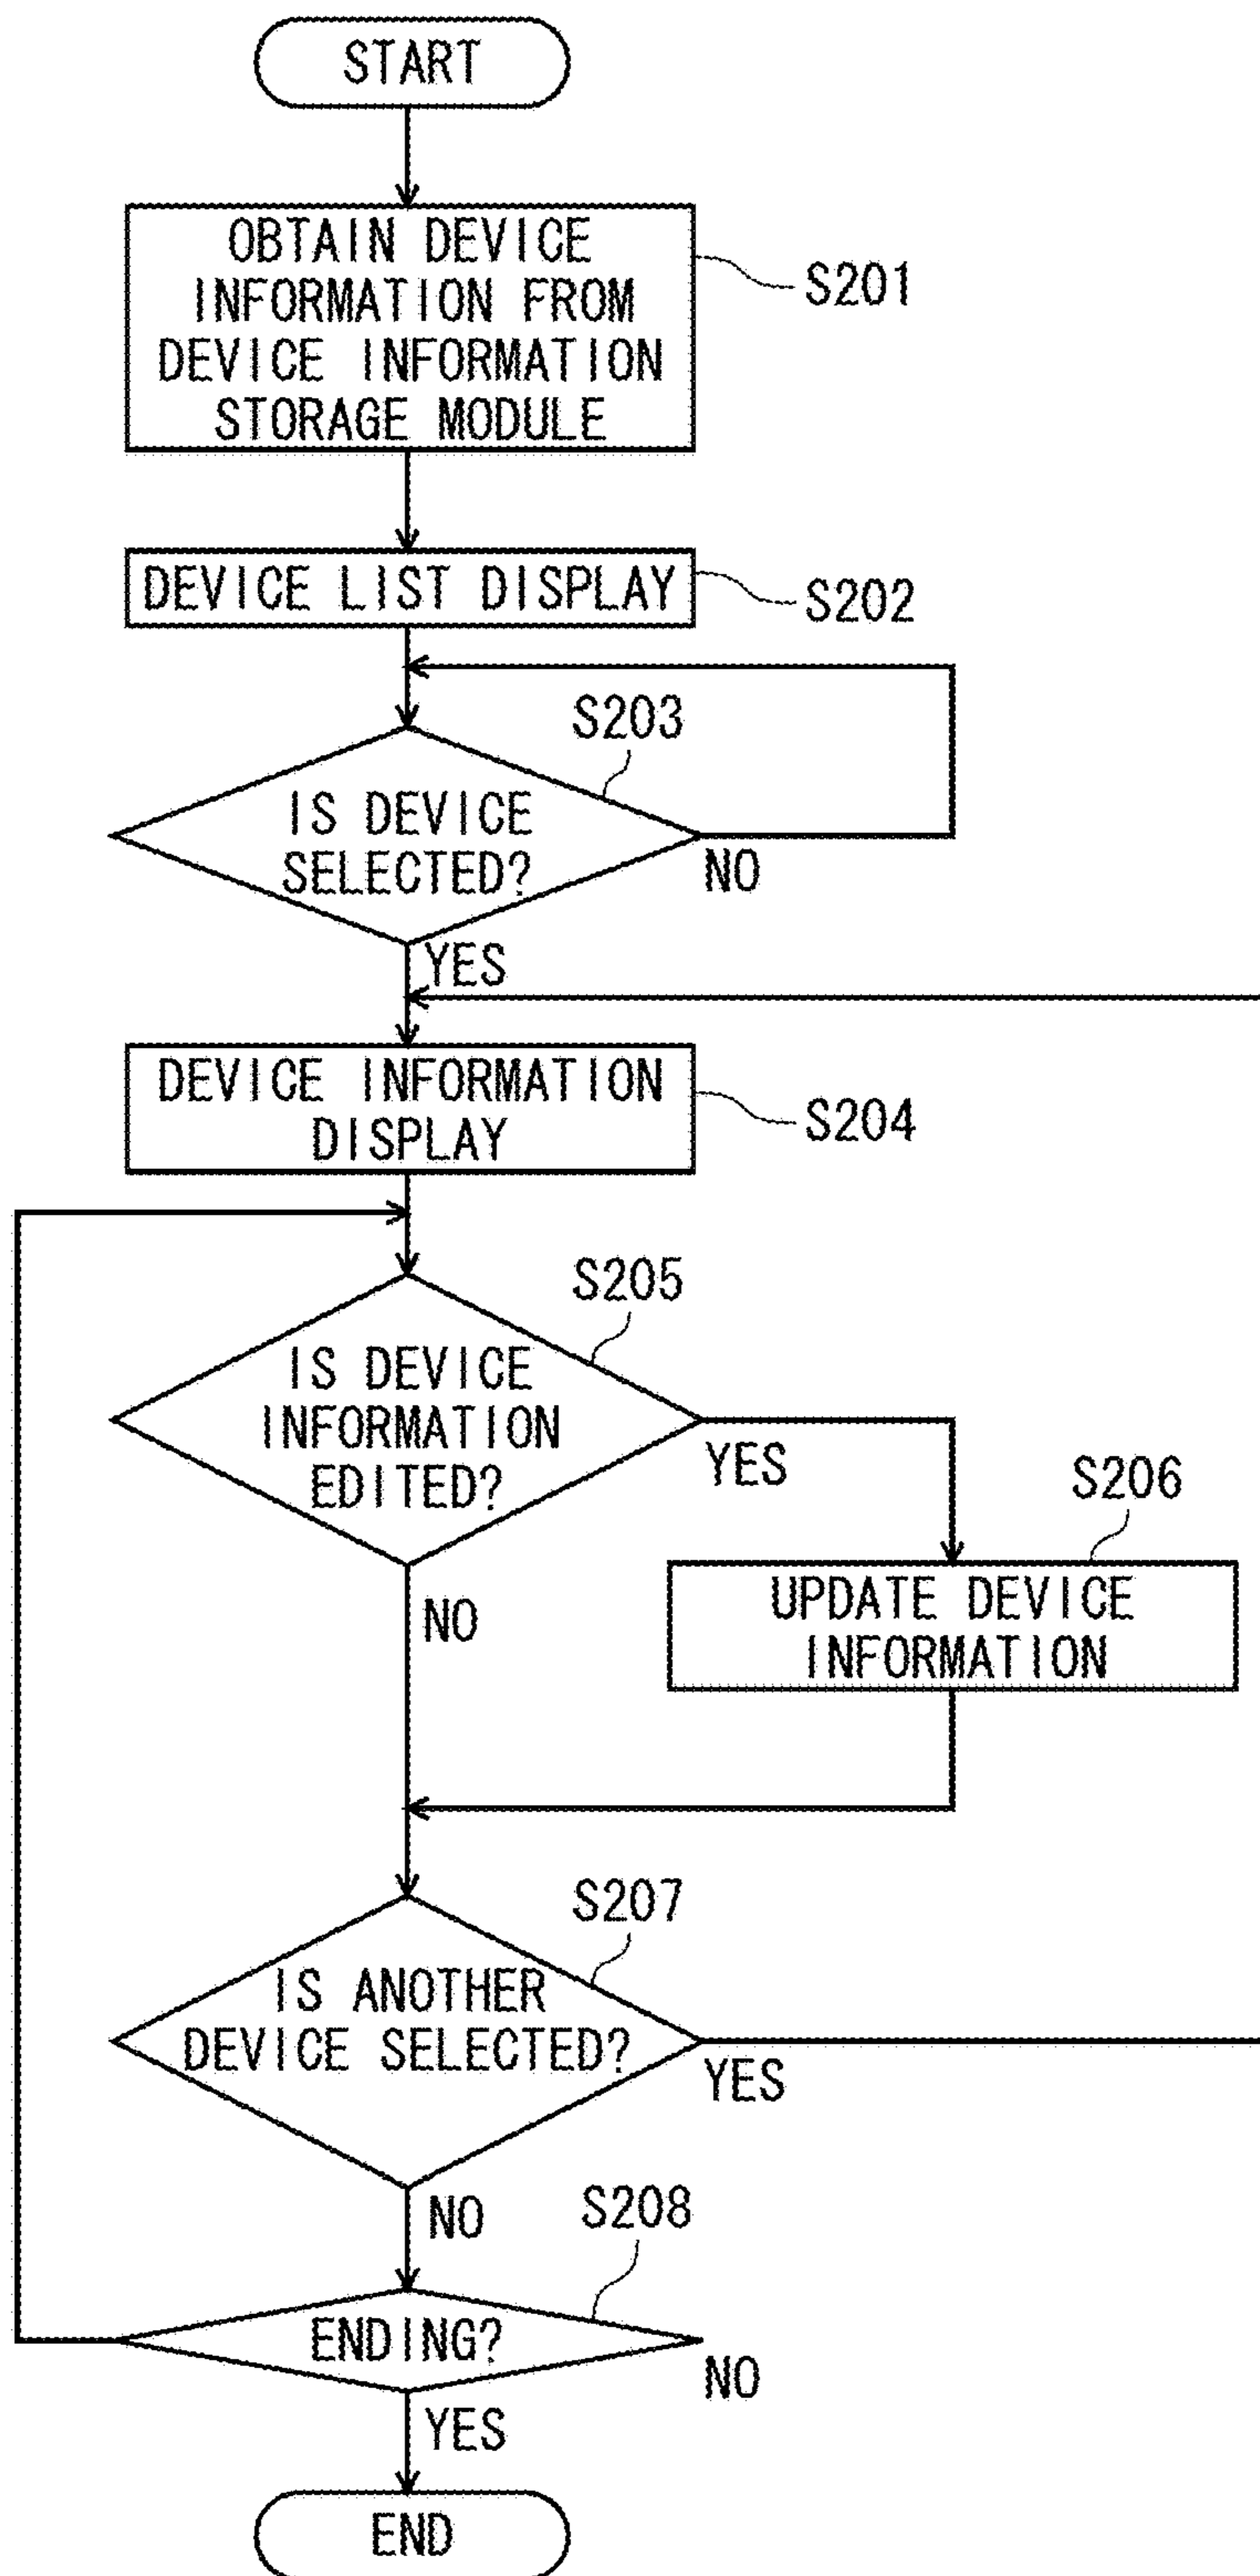 START
OBTAIN DEVICE
INFORMATION FROM
DEVICE INFORMATION
STORAGE MODULE
S201
DEVICE LIST DISPLAY
S202
S203
IS DEVICE
SELECTED?
NO
YES
DEVICE INFORMATION
DISPLAY
S204
S205
IS DEVICE
INFORMATION
EDITED?
YES
S206
UPDATE DEVICE
INFORMATION
NO
S207
IS ANOTHER
DEVICE SELECTED?
YES
NO
S208
ENDING?
NO
YES
END